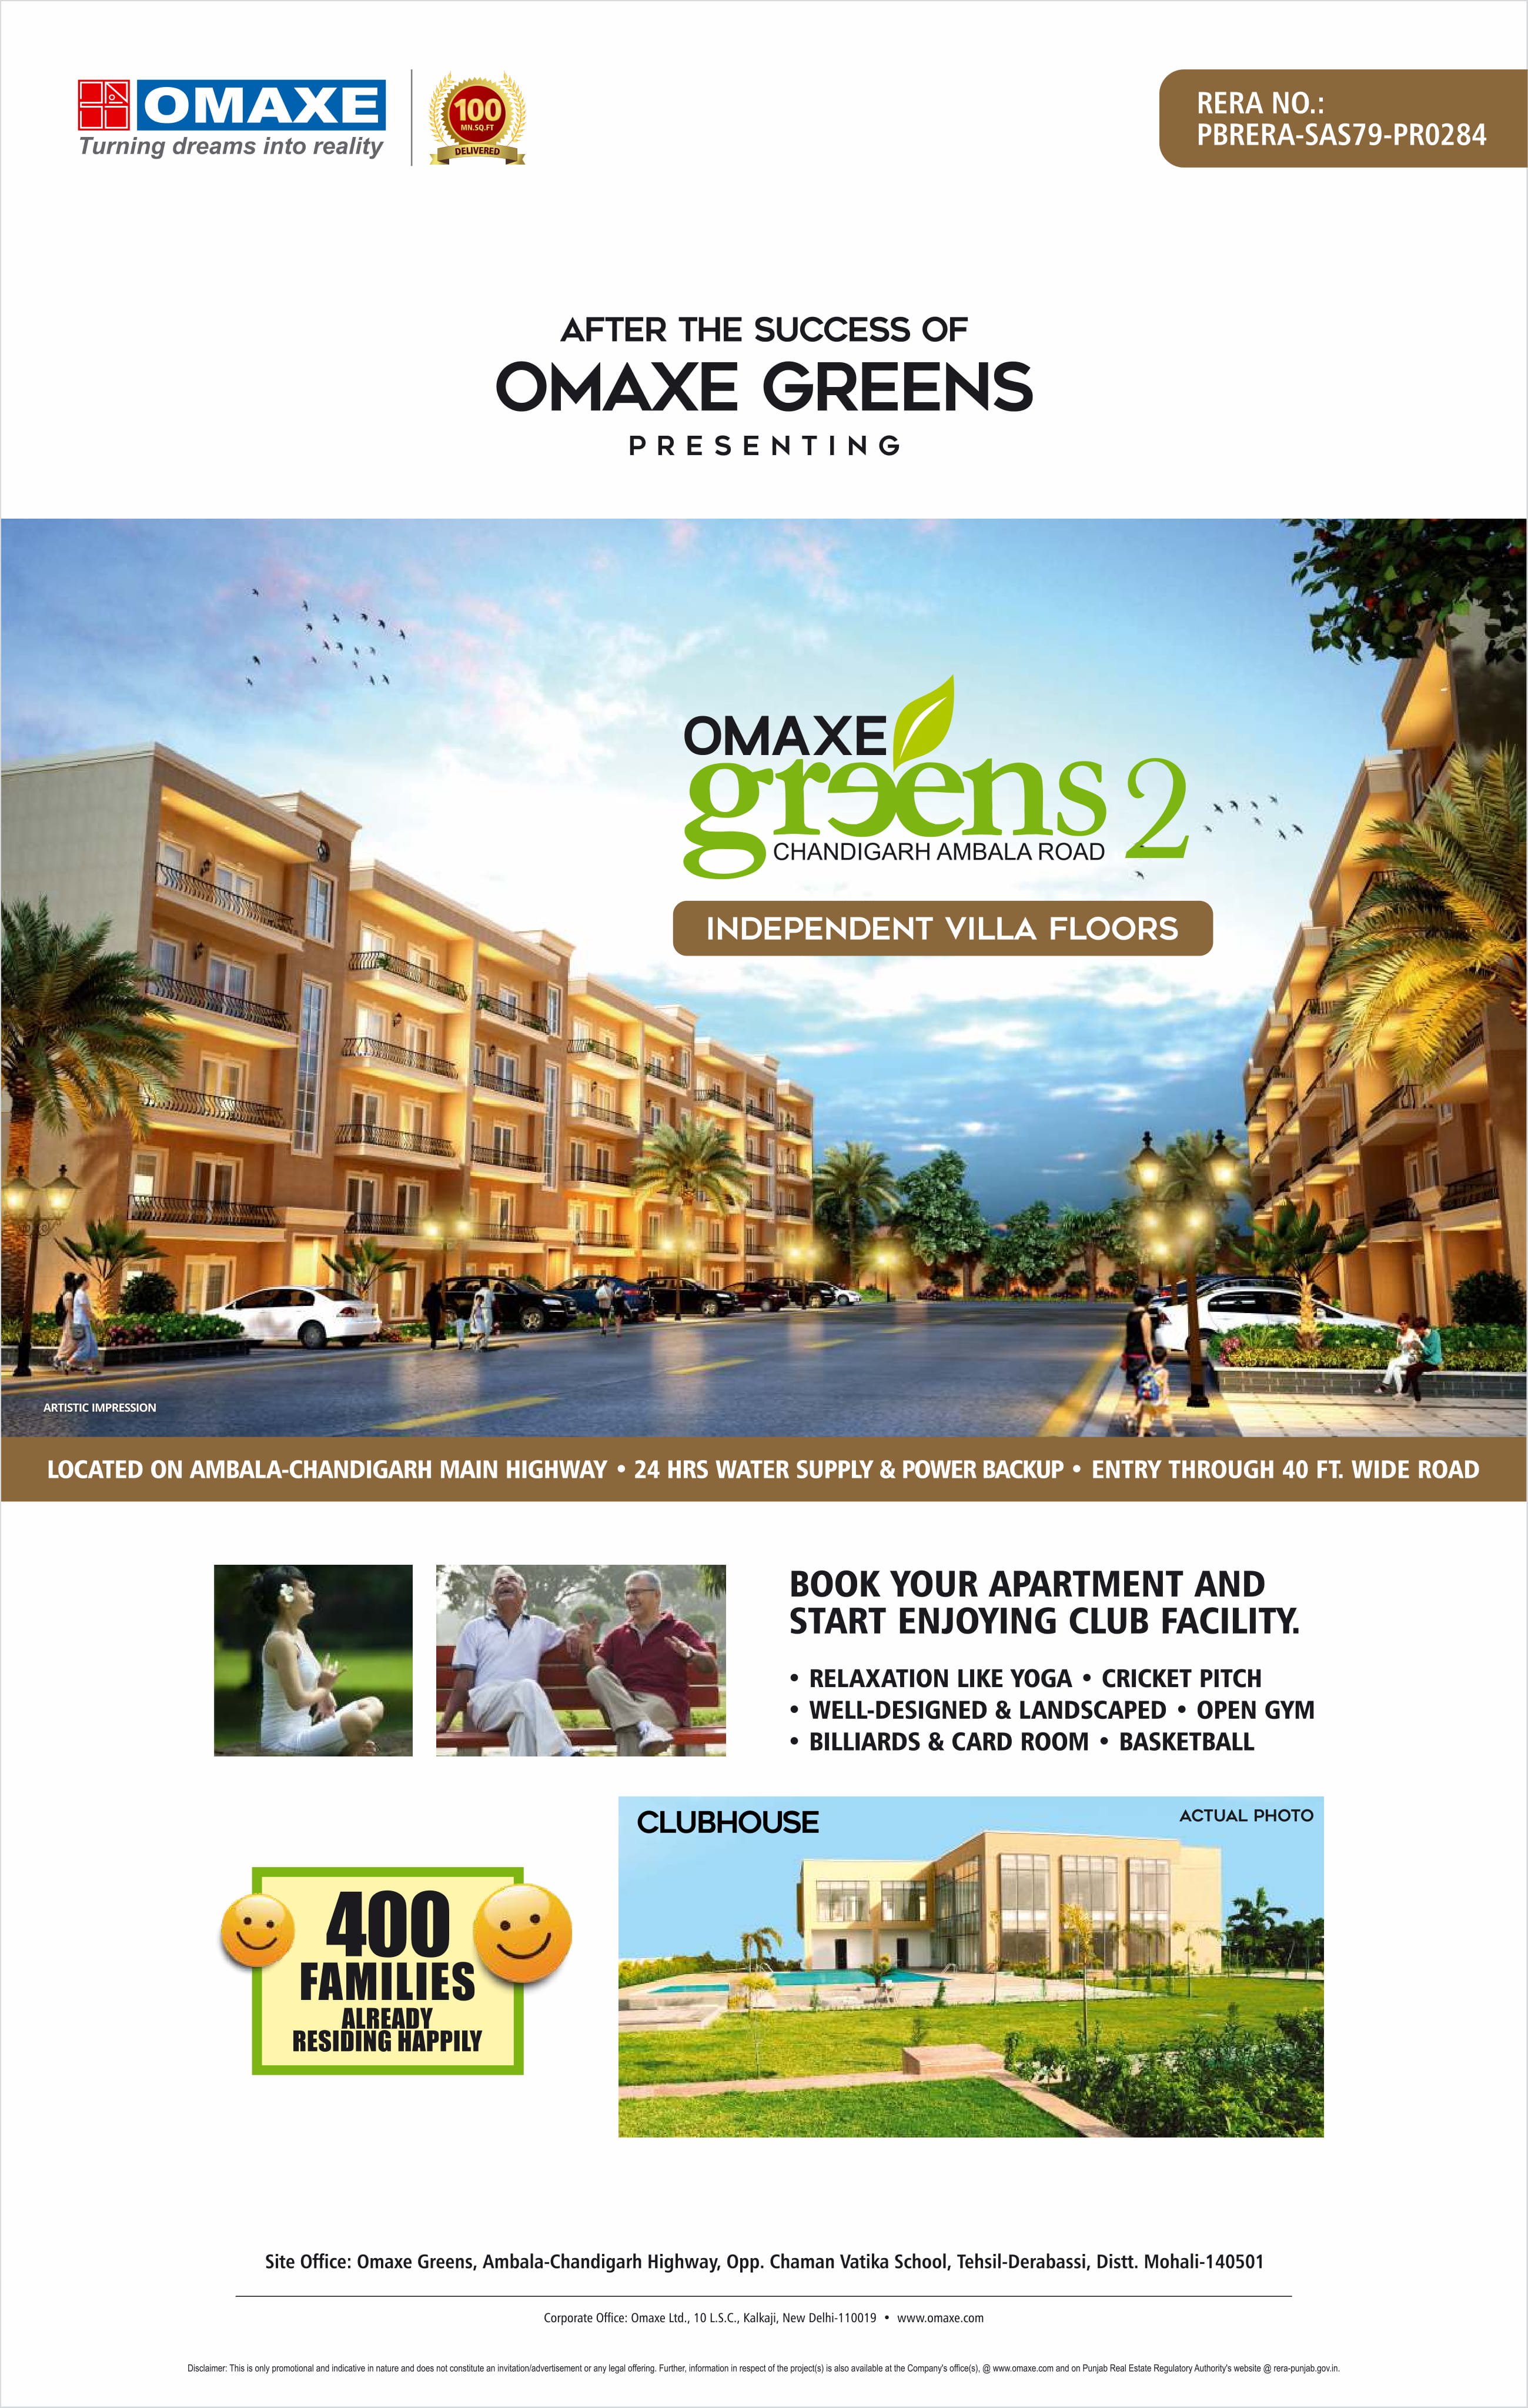 OMAXE
Turning dreams into reality
100
MN.SQ.FT
DELIVERED
RERA NO.:
PBRERA-SAS79-PR0284
AFTER THE SUCCESS OF
OMAXE GREENS
PRESENTING
OMAXE
greens 2
CHANDIGARH AMBALA ROAD
INDEPENDENT VILLA FLOORS
ARTISTIC IMPRESSION
LOCATED ON AMBALA-CHANDIGARH MAIN HIGHWAY • 24 HRS WATER SUPPLY & POWER BACKUP • ENTRY THROUGH 40 FT. WIDE ROAD
BOOK YOUR APARTMENT AND
START ENJOYING CLUB FACILITY.
• RELAXATION LIKE YOGA • CRICKET PITCH
• WELL-DESIGNED & LANDSCAPED • OPEN GYM
• BILLIARDS & CARD ROOM • BASKETBALL
CLUBHOUSE
ACTUAL PHOTO
400
FAMILIES
ALREADY
RESIDING HAPPILY
Site Office: Omaxe Greens, Ambala-Chandigarh Highway, Opp. Chaman Vatika School, Tehsil-Derabassi, Distt. Mohali-140501
Corporate Office: Omaxe Ltd., 10 L.S.C., Kalkaji, New Delhi-110019 • www.omaxe.com
Disclaimer: This is only promotional and indicative in nature and does not constitute an invitation/advertisement or any legal offering. Further, information in respect of the project(s) is also available at the Company's office(s), @ www.omaxe.com and on Punjab Real Estate Regulatory Authority's website @ rera-punjab.gov.in.